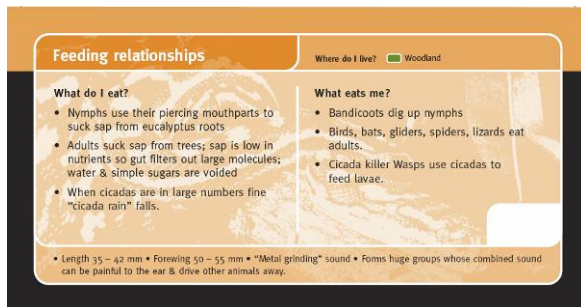 Feeding relationships
Where do I live? Woodland
What do I eat?
• Nymphs use their piercing mouthparts to
suck sap from eucalyptus roots
• Adults suck sap from trees; sap is low in
nutrients so gut filters out large molecules;
water & simple sugars are voided
• When cicadas are in large numbers fine
"cicada rain" falls.
What eats me?
• Bandicoots dig up nymphs
• Birds, bats, gliders, spiders, lizards eat
adults.
• Cicada killer Wasps use cicadas to
feed lavae.
• Length 35 – 42 mm • Forewing 50 – 55 mm • "Metal grinding" sound • Forms huge groups whose combined sound
can be painful to the ear & drive other animals away.